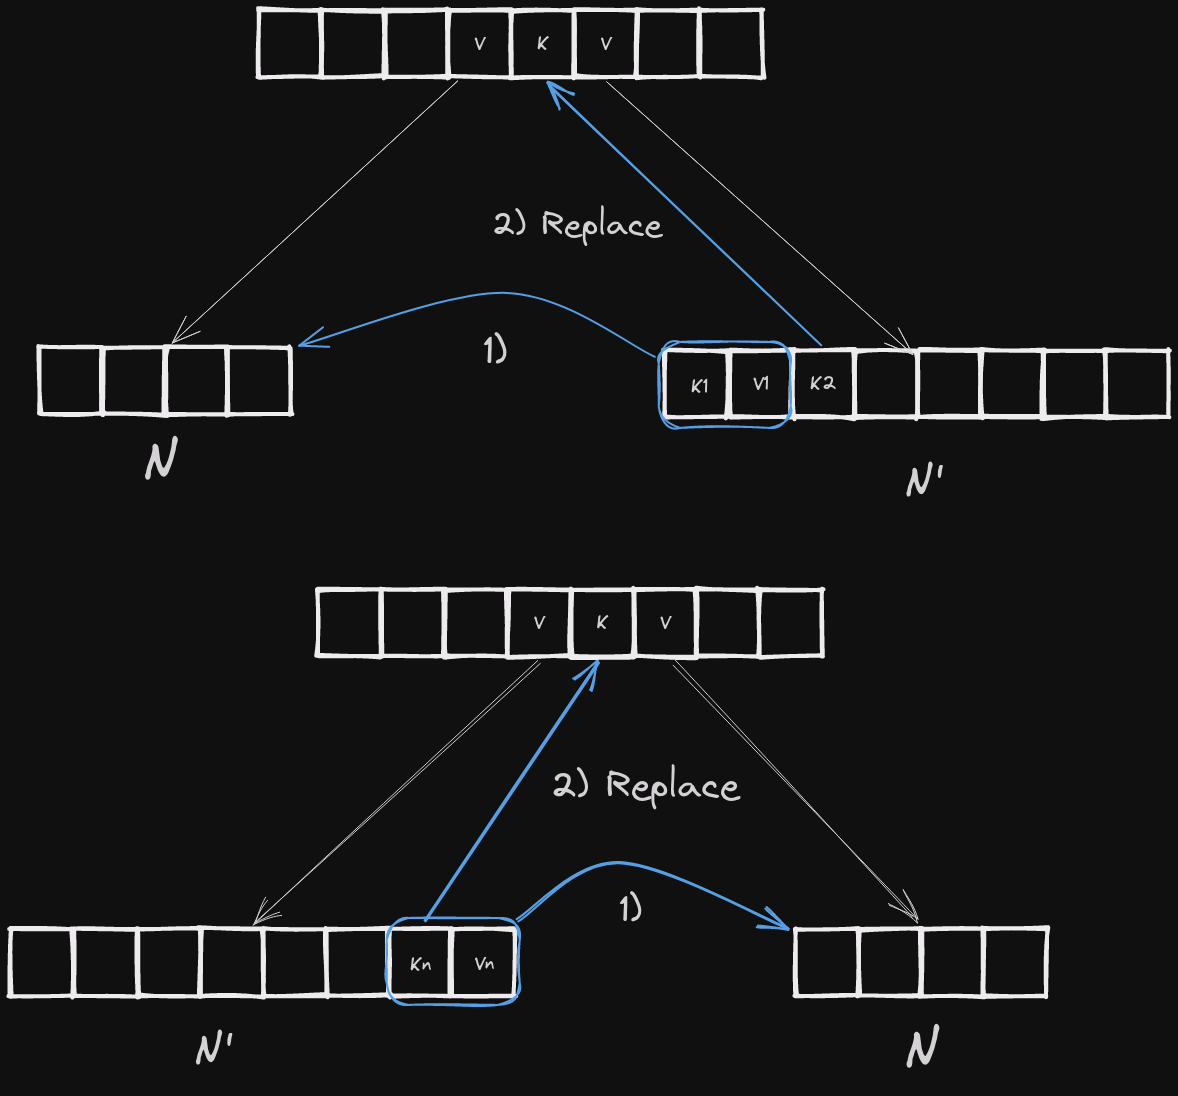 V K V
2) Replace
1)
K1 V1 K2
N
N'
V K V
2) Replace
1)
Kn Vn
N'
N